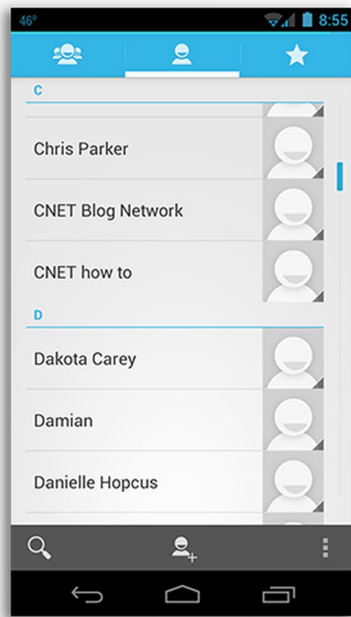 46°
8:55
C
Chris Parker
CNET Blog Network
CNET how to
D
Dakota Carey
Damian
Danielle Hopcus